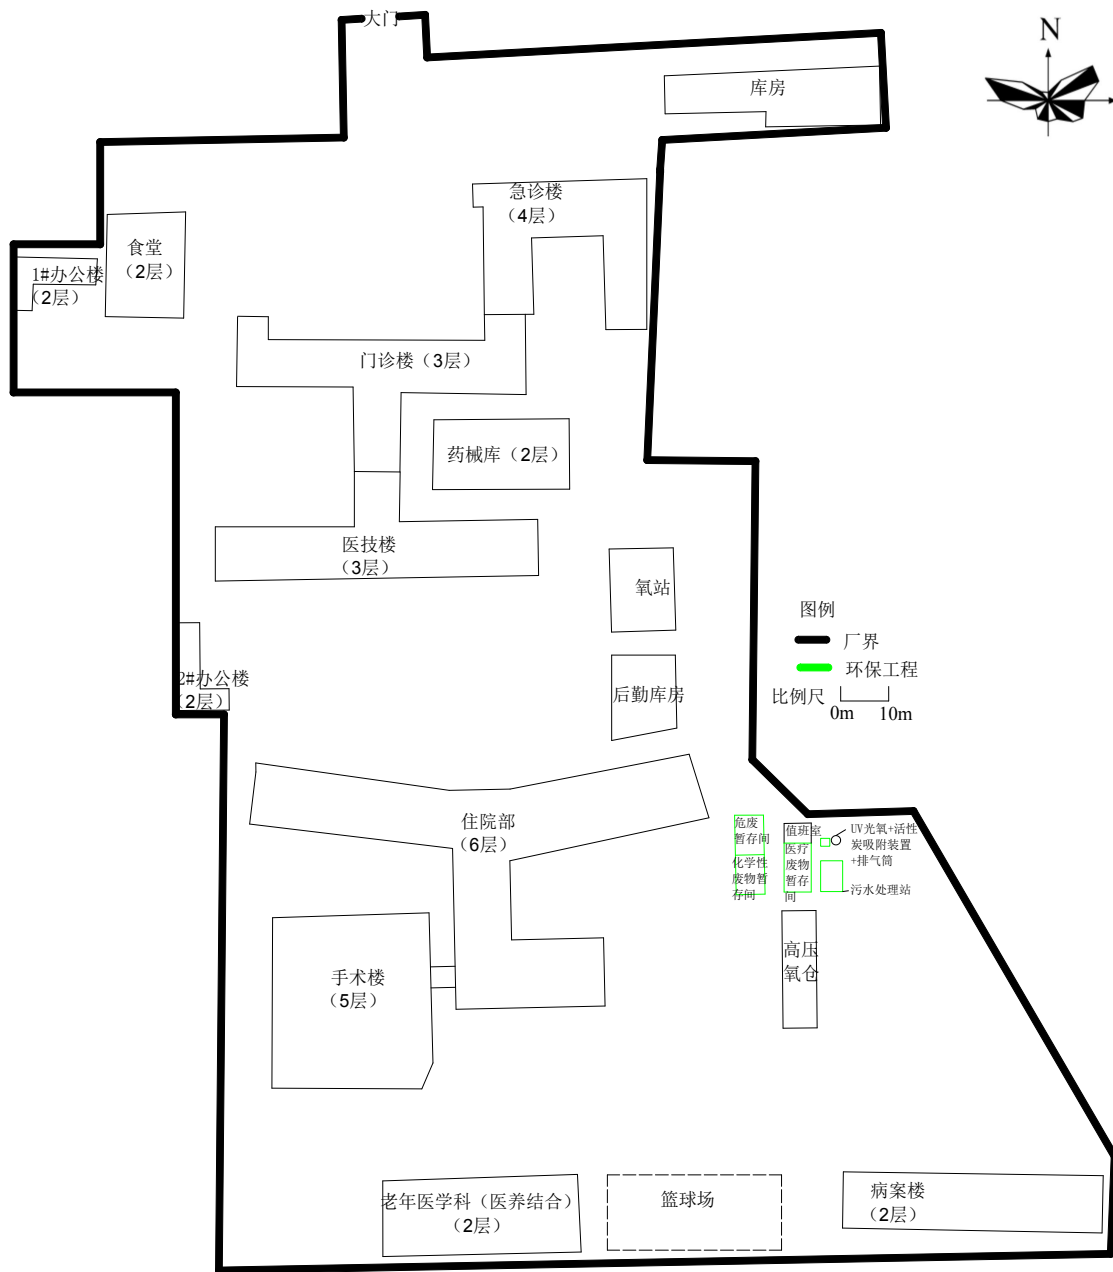 大门
N
库房
急诊楼
（4层）
食堂
（2层）
1#办公楼
（2层）
门诊楼（3层）
药械库（2层）
医技楼
（3层）
氧站
图例
厂界
环保工程
比例尺
0m 10m
2#办公楼
（2层）
后勤库房
住院部
（6层）
危废
暂存间
化学性
废物暂
存间
值班室
医疗
废物
暂存
间
UV光氧+活性
炭吸附装置
+排气筒
污水处理站
高压
氧仓
手术楼
（5层）
老年医学科（医养结合）
（2层）
篮球场
病案楼
（2层）